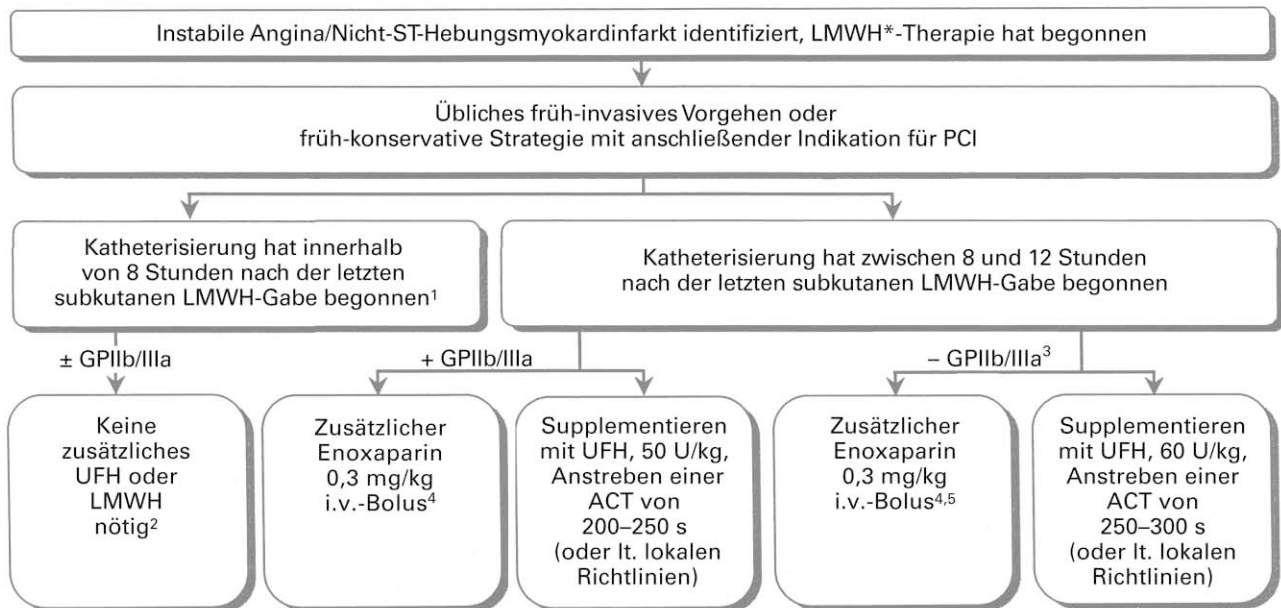 Instabile Angina/Nicht-ST-Hebungsmyokardinfarkt identifiziert, LMWH*-Therapie hat begonnen
Übliches früh-invasives Vorgehen oder
früh-konservative Strategie mit anschließender Indikation für PCI
Katheterisierung hat innerhalb
von 8 Stunden nach der letzten
subkutanen LMWH-Gabe begonnen¹
Katheterisierung hat zwischen 8 und 12 Stunden
nach der letzten subkutanen LMWH-Gabe begonnen
± GPIIb/IIIa
+ GPIIb/IIIa
– GPIIb/IIIa³
Keine
zusätzliches
UFH oder
LMWH
nötig²
Zusätzlicher
Enoxaparin
0,3 mg/kg
i.v.-Bolus⁴
Supplementieren
mit UFH, 50 U/kg,
Anstreben einer
ACT von
200–250 s
(oder lt. lokalen
Richtlinien)
Zusätzlicher
Enoxaparin
0,3 mg/kg
i.v.-Bolus⁴,⁵
Supplementieren
mit UFH, 60 U/kg,
Anstreben einer
ACT von
250–300 s
(oder lt. lokalen
Richtlinien)